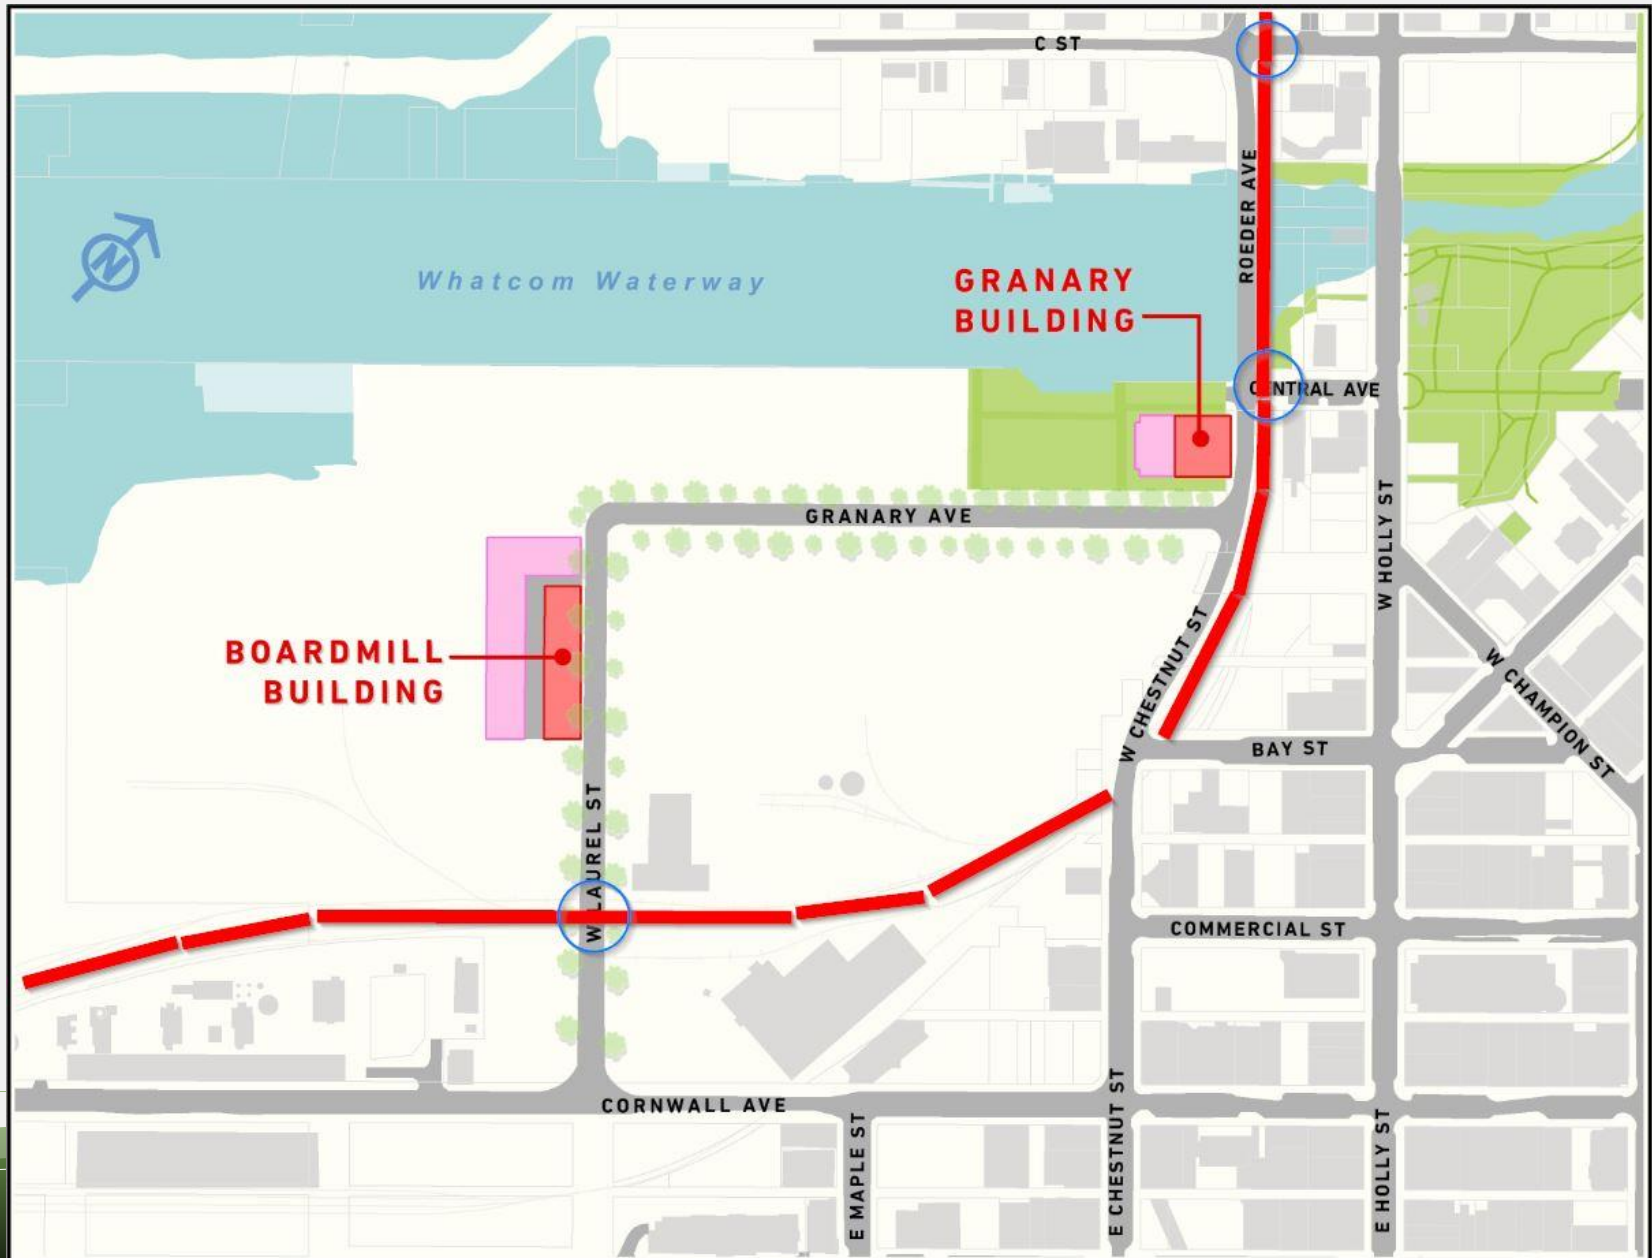 C ST
ROEDER AVE
N
Whatcom Waterway
GRANARY
BUILDING
CENTRAL AVE
W HOLLY ST
GRANARY AVE
W CHESTNUT ST
BOARDMILL
BUILDING
W CHAMPION ST
BAY ST
W LAUREL ST
COMMERCIAL ST
CORNWALL AVE
E MAPLE ST
E CHESTNUT ST
E HOLLY ST